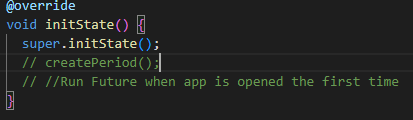 @override
void initState() {
super.initState();
// createPeriod();
// //Run Future when app is opened the first time
}